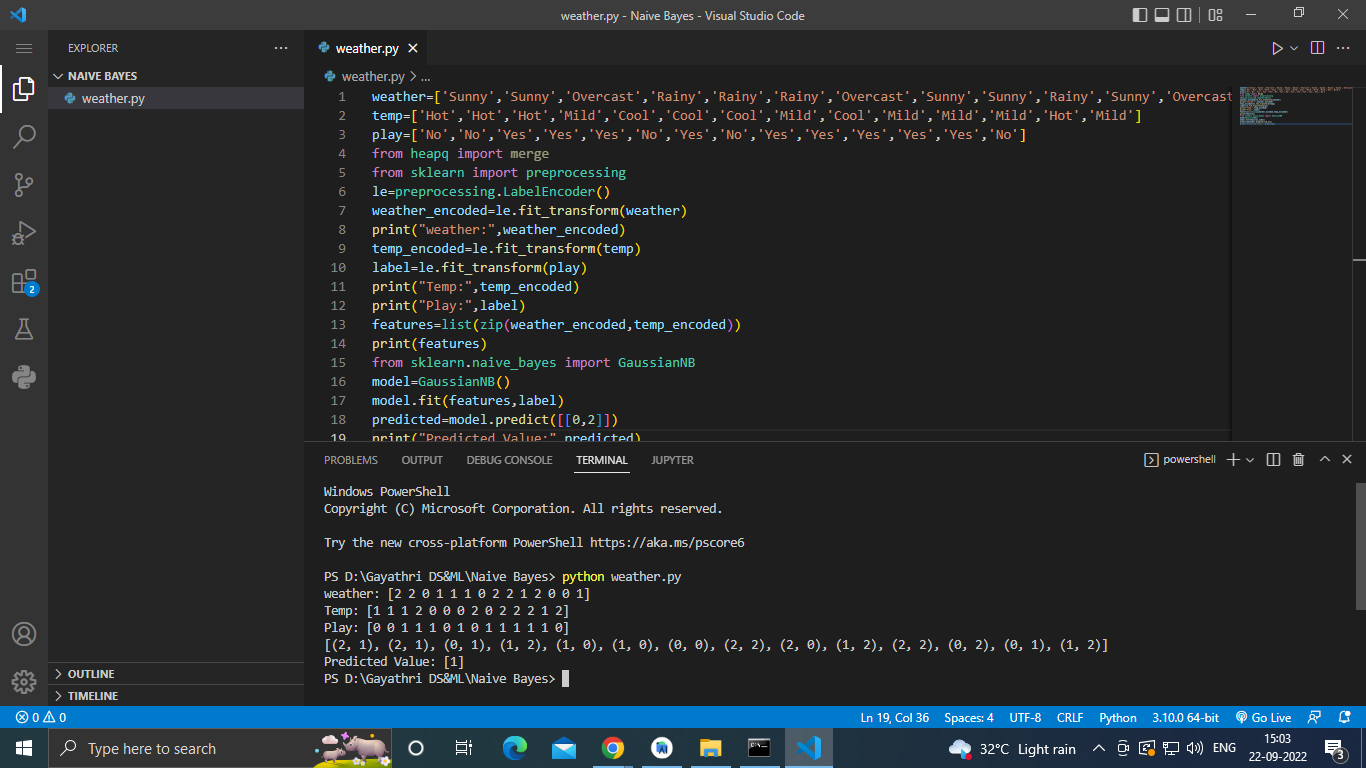 weather.py - Naive Bayes - Visual Studio Code
EXPLORER
NAIVE BAYES
weather.py
OUTLINE
TIMELINE
2
weather.py
weather.py > ...
1 weather=['Sunny','Sunny','Overcast','Rainy','Rainy','Rainy','Overcast','Sunny','Sunny','Rainy','Sunny','Overcast
2 temp=['Hot','Hot','Hot','Mild','Cool','Cool','Cool','Mild','Cool','Mild','Mild','Mild','Hot','Mild']
3 play=['No','No','Yes','Yes','Yes','No','Yes','No','Yes','Yes','Yes','Yes','Yes','No']
4 from heapq import merge
5 from sklearn import preprocessing
6 le=preprocessing.LabelEncoder()
7 weather_encoded=le.fit_transform(weather)
8 print("weather:",weather_encoded)
9 temp_encoded=le.fit_transform(temp)
10 label=le.fit_transform(play)
11 print("Temp:",temp_encoded)
12 print("Play:",label)
13 features=list(zip(weather_encoded,temp_encoded))
14 print(features)
15 from sklearn.naive_bayes import GaussianNB
16 model=GaussianNB()
17 model.fit(features,label)
18 predicted=model.predict([[0,2]])
19 print("Predicted Value:",predicted)
PROBLEMS OUTPUT DEBUG CONSOLE TERMINAL JUPYTER
powershell
Windows PowerShell
Copyright (C) Microsoft Corporation. All rights reserved.
Try the new cross-platform PowerShell https://aka.ms/pscore6
PS D:\Gayathri DS&ML\Naive Bayes> python weather.py
weather: [2 2 0 1 1 1 0 2 2 1 2 0 0 1]
Temp: [1 1 1 2 0 0 0 2 0 2 2 2 1 2]
Play: [0 0 1 1 1 0 1 0 1 1 1 1 1 0]
[(2, 1), (2, 1), (0, 1), (1, 2), (1, 0), (1, 0), (0, 0), (2, 2), (2, 0), (1, 2), (2, 2), (0, 2), (0, 1), (1, 2)]
Predicted Value: [1]
PS D:\Gayathri DS&ML\Naive Bayes>
0 0 Ln 19, Col 36 Spaces: 4 UTF-8 CRLF Python 3.10.0 64-bit Go Live
Type here to search
32°C Light rain
ENG
15:03
22-09-2022
3